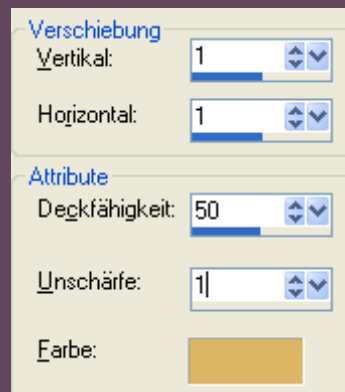 Verschiebung
Vertikal: 1
Horizontal: 1
Attribute
Deckfähigkeit: 50
Unschärfe: 1
Farbe: